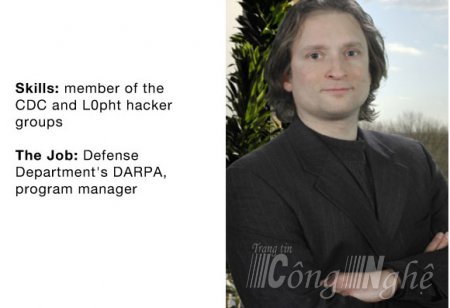 Skills: member of the
CDC and L0pht hacker
groups
The Job: Defense
Department's DARPA,
program manager
Trang tin
Công Nghệ